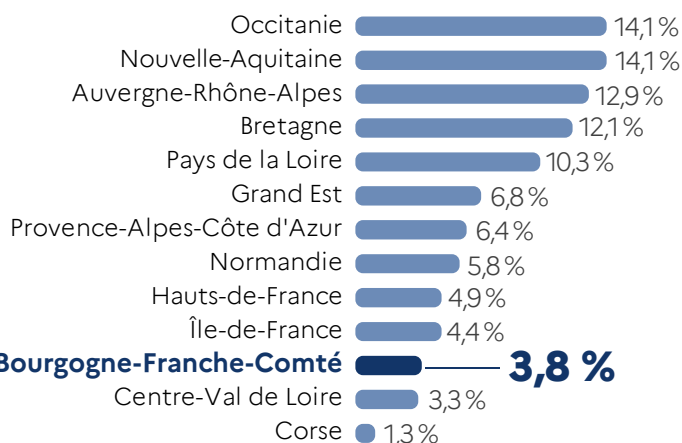 Occitanie 14,1 %
Nouvelle-Aquitaine 14,1 %
Auvergne-Rhône-Alpes 12,9 %
Bretagne 12,1 %
Pays de la Loire 10,3 %
Grand Est 6,8 %
Provence-Alpes-Côte d'Azur 6,4 %
Normandie 5,8 %
Hauts-de-France 4,9 %
Île-de-France 4,4 %
Bourgogne-Franche-Comté 3,8 %
Centre-Val de Loire 3,3 %
Corse 1,3 %